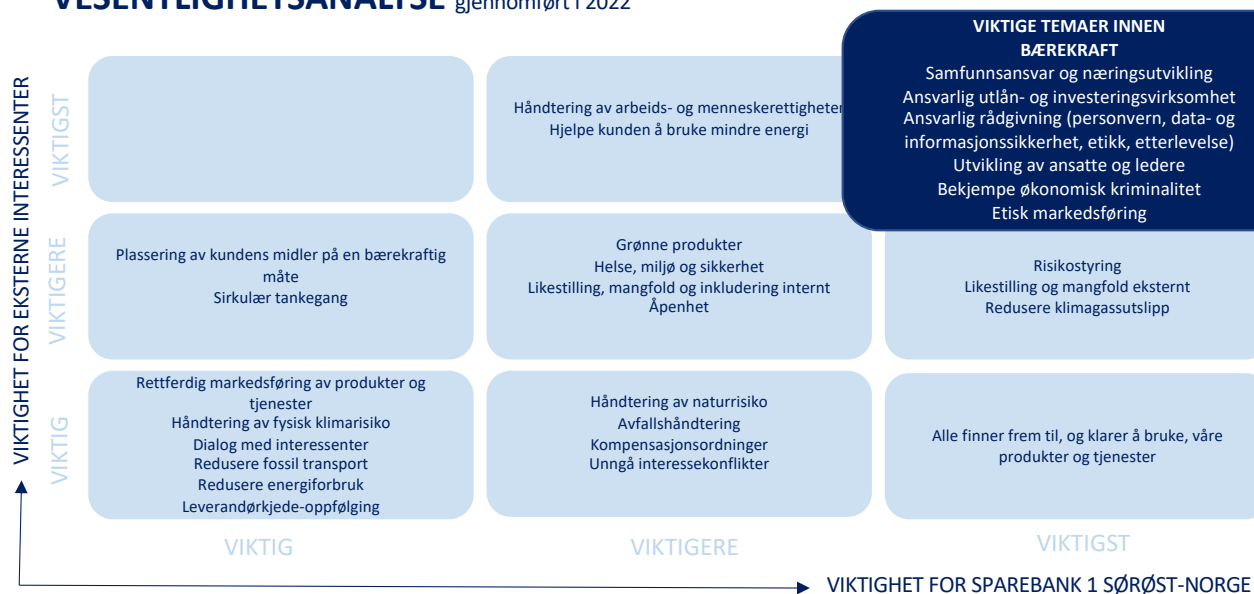 VESENTLIGHETSANALYSE gjennomført i 2022
VIKTIGHET FOR EKSTERNE INTERESSENTER
VIKTIGST
Håndtering av arbeids- og menneskerettigheter
Hjelpe kunden å bruke mindre energi
VIKTIGE TEMAER INNEN
BÆREKRAFT
Samfunnsansvar og næringsutvikling
Ansvarlig utlån- og investeringsvirksomhet
Ansvarlig rådgivning (personvern, data- og
informasjonssikkerhet, etikk, etterlevelse)
Utvikling av ansatte og ledere
Bekjempe økonomisk kriminalitet
Etisk markedsføring
VIKTIGERE
Plassering av kundens midler på en bærekraftig
måte
Sirkulær tankegang
Grønne produkter
Helse, miljø og sikkerhet
Likestilling, mangfold og inkludering internt
Åpenhet
Risikostyring
Likestilling og mangfold eksternt
Redusere klimagassutslipp
VIKTIG
Rettferdig markedsføring av produkter og
tjenester
Håndtering av fysisk klimarisiko
Dialog med interessenter
Redusere fossil transport
Redusere energiforbruk
Leverandørkjede-oppfølging
Håndtering av naturrisiko
Avfallshåndtering
Kompensasjonsordninger
Unngå interessekonflikter
Alle finner frem til, og klarer å bruke, våre
produkter og tjenester
VIKTIG
VIKTIGERE
VIKTIGST
VIKTIGHET FOR SPAREBANK 1 SØRØST-NORGE